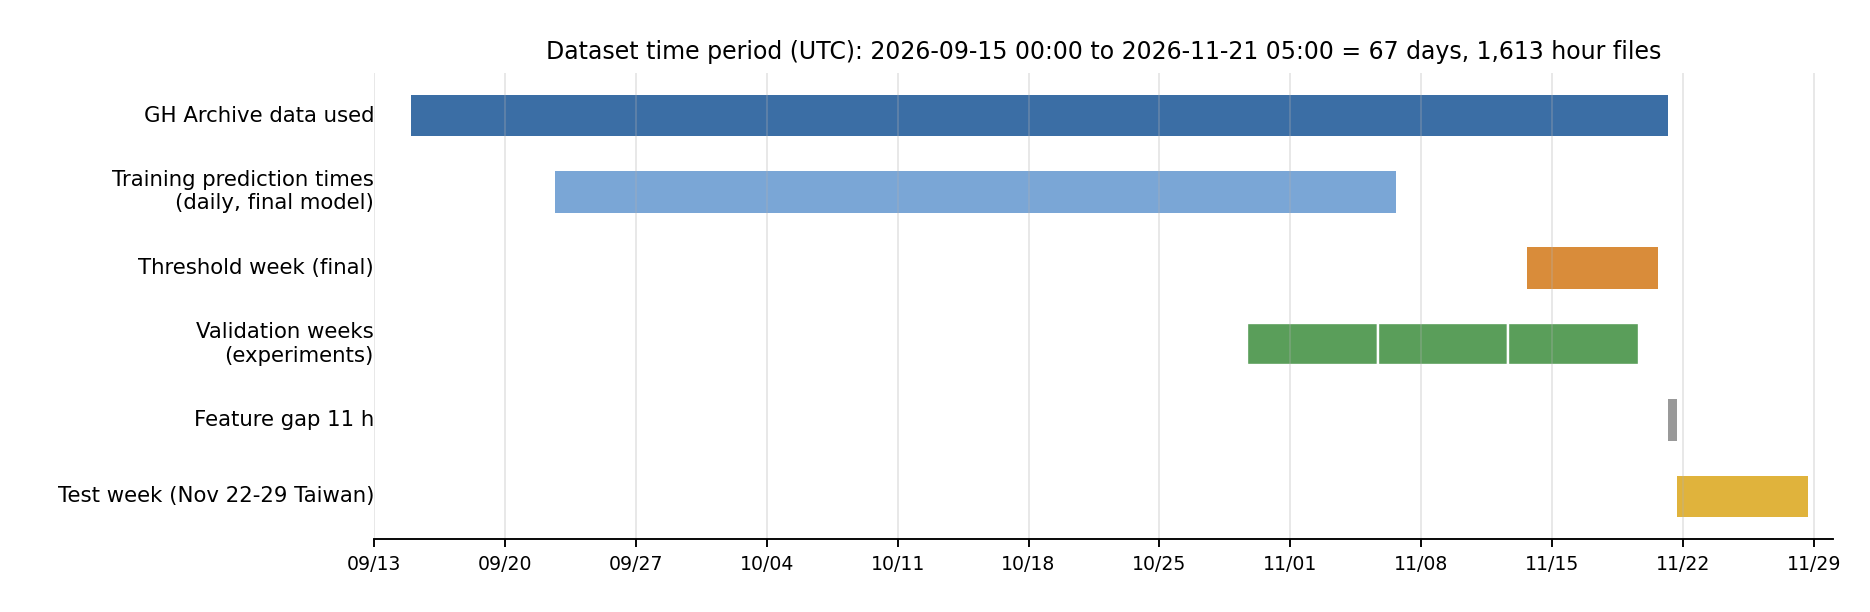 Dataset time period (UTC): 2026-09-15 00:00 to 2026-11-21 05:00 = 67 days, 1,613 hour files
GH Archive data used
Training prediction times
(daily, final model)
Threshold week (final)
Validation weeks
(experiments)
Feature gap 11 h
Test week (Nov 22-29 Taiwan)
09/13 09/20 09/27 10/04 10/11 10/18 10/25 11/01 11/08 11/15 11/22 11/29